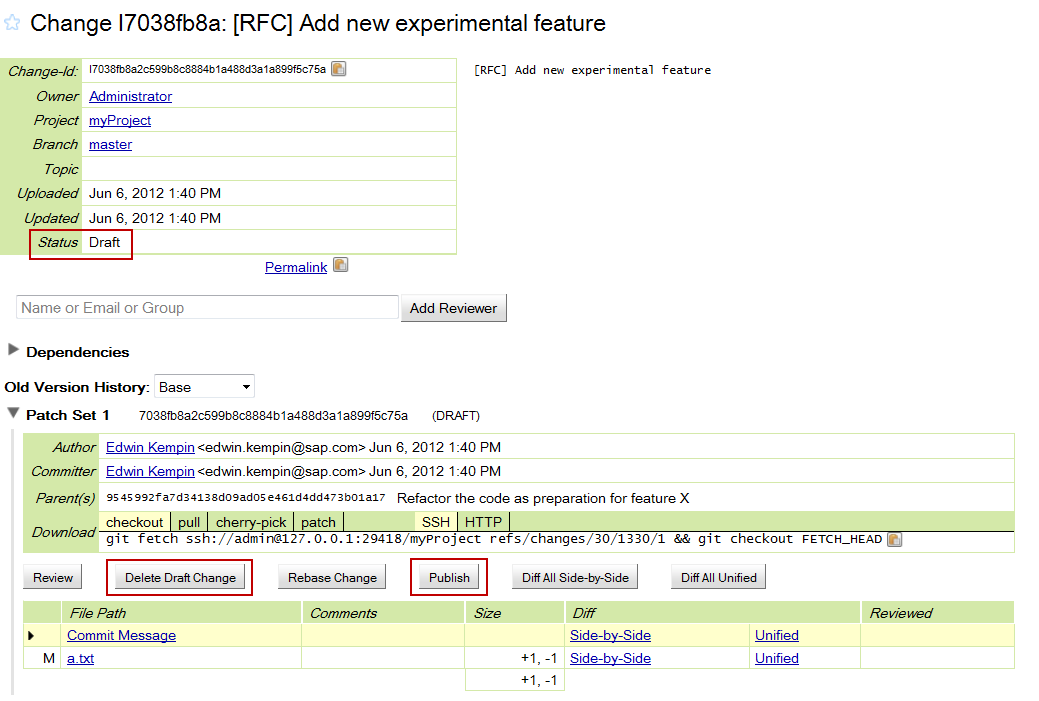 Change I7038fb8a: [RFC] Add new experimental feature
Change-Id: I7038fb8a2c599b8c8884b1a488d3a1a899f5c75a
[RFC] Add new experimental feature
Owner Administrator
Project myProject
Branch master
Topic
Uploaded Jun 6, 2012 1:40 PM
Updated Jun 6, 2012 1:40 PM
Status Draft
Permalink
Name or Email or Group Add Reviewer
Dependencies
Old Version History: Base
Patch Set 1 7038fb8a2c599b8c8884b1a488d3a1a899f5c75a (DRAFT)
Author Edwin Kempin <edwin.kempin@sap.com> Jun 6, 2012 1:40 PM
Committer Edwin Kempin <edwin.kempin@sap.com> Jun 6, 2012 1:40 PM
Parent(s) 9545992fa7d34138d09ad05e461d4dd473b01a17 Refactor the code as preparation for feature X
Download checkout pull cherry-pick patch SSH HTTP
git fetch ssh://admin@127.0.0.1:29418/myProject refs/changes/30/1330/1 && git checkout FETCH_HEAD
Review Delete Draft Change Rebase Change Publish Diff All Side-by-Side Diff All Unified
File Path Comments Size Diff Reviewed
Commit Message Side-by-Side Unified
M a.txt +1, -1 Side-by-Side Unified
+1, -1